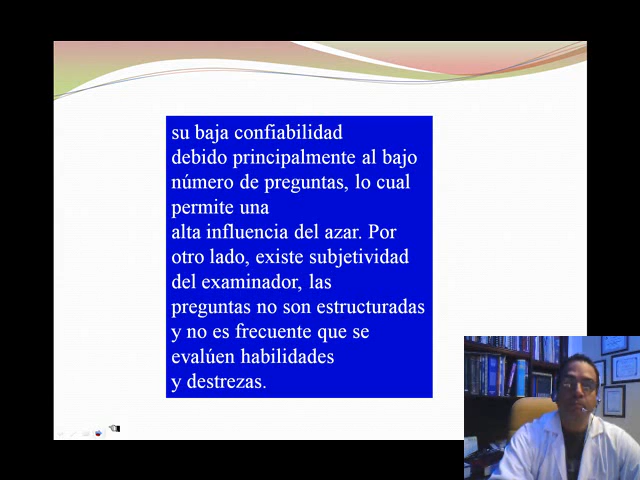 su baja confiabilidad
debido principalmente al bajo
número de preguntas, lo cual
permite una
alta influencia del azar. Por
otro lado, existe subjetividad
del examinador, las
preguntas no son estructuradas
y no es frecuente que se
evalúen habilidades
y destrezas.